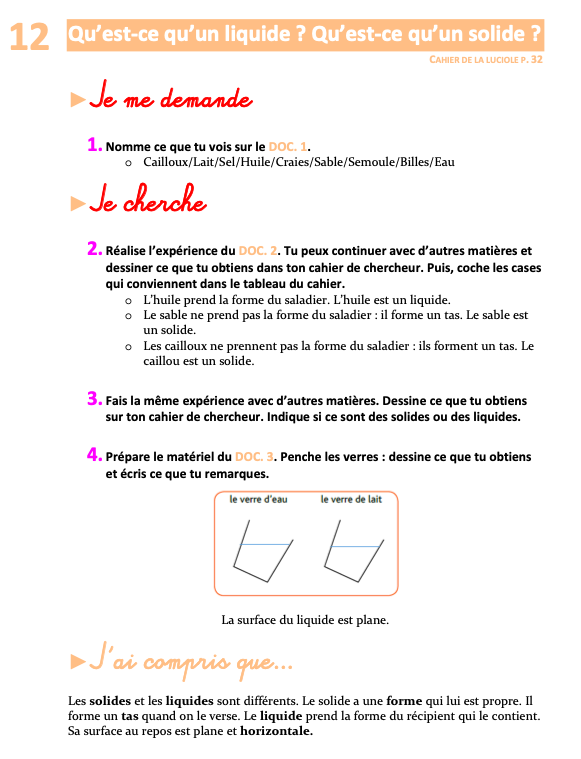 12 Qu’est-ce qu’un liquide ? Qu’est-ce qu’un solide ?
CAHIER DE LA LUCIOLE P. 32
►Je me demande
1. Nomme ce que tu vois sur le DOC. 1.
o Cailloux/Lait/Sel/Huile/Craies/Sable/Semoule/Billes/Eau
►Je cherche
2. Réalise l’expérience du DOC. 2. Tu peux continuer avec d’autres matières et
dessiner ce que tu obtiens dans ton cahier de chercheur. Puis, coche les cases
qui conviennent dans le tableau du cahier.
o L’huile prend la forme du saladier. L’huile est un liquide.
o Le sable ne prend pas la forme du saladier : il forme un tas. Le sable est
un solide.
o Les cailloux ne prennent pas la forme du saladier : ils forment un tas. Le
caillou est un solide.
3. Fais la même expérience avec d’autres matières. Dessine ce que tu obtiens
sur ton cahier de chercheur. Indique si ce sont des solides ou des liquides.
4. Prépare le matériel du DOC. 3. Penche les verres : dessine ce que tu obtiens
et écris ce que tu remarques.
le verre d’eau le verre de lait
La surface du liquide est plane.
►J’ai compris que...
Les solides et les liquides sont différents. Le solide a une forme qui lui est propre. Il
forme un tas quand on le verse. Le liquide prend la forme du récipient qui le contient.
Sa surface au repos est plane et horizontale.